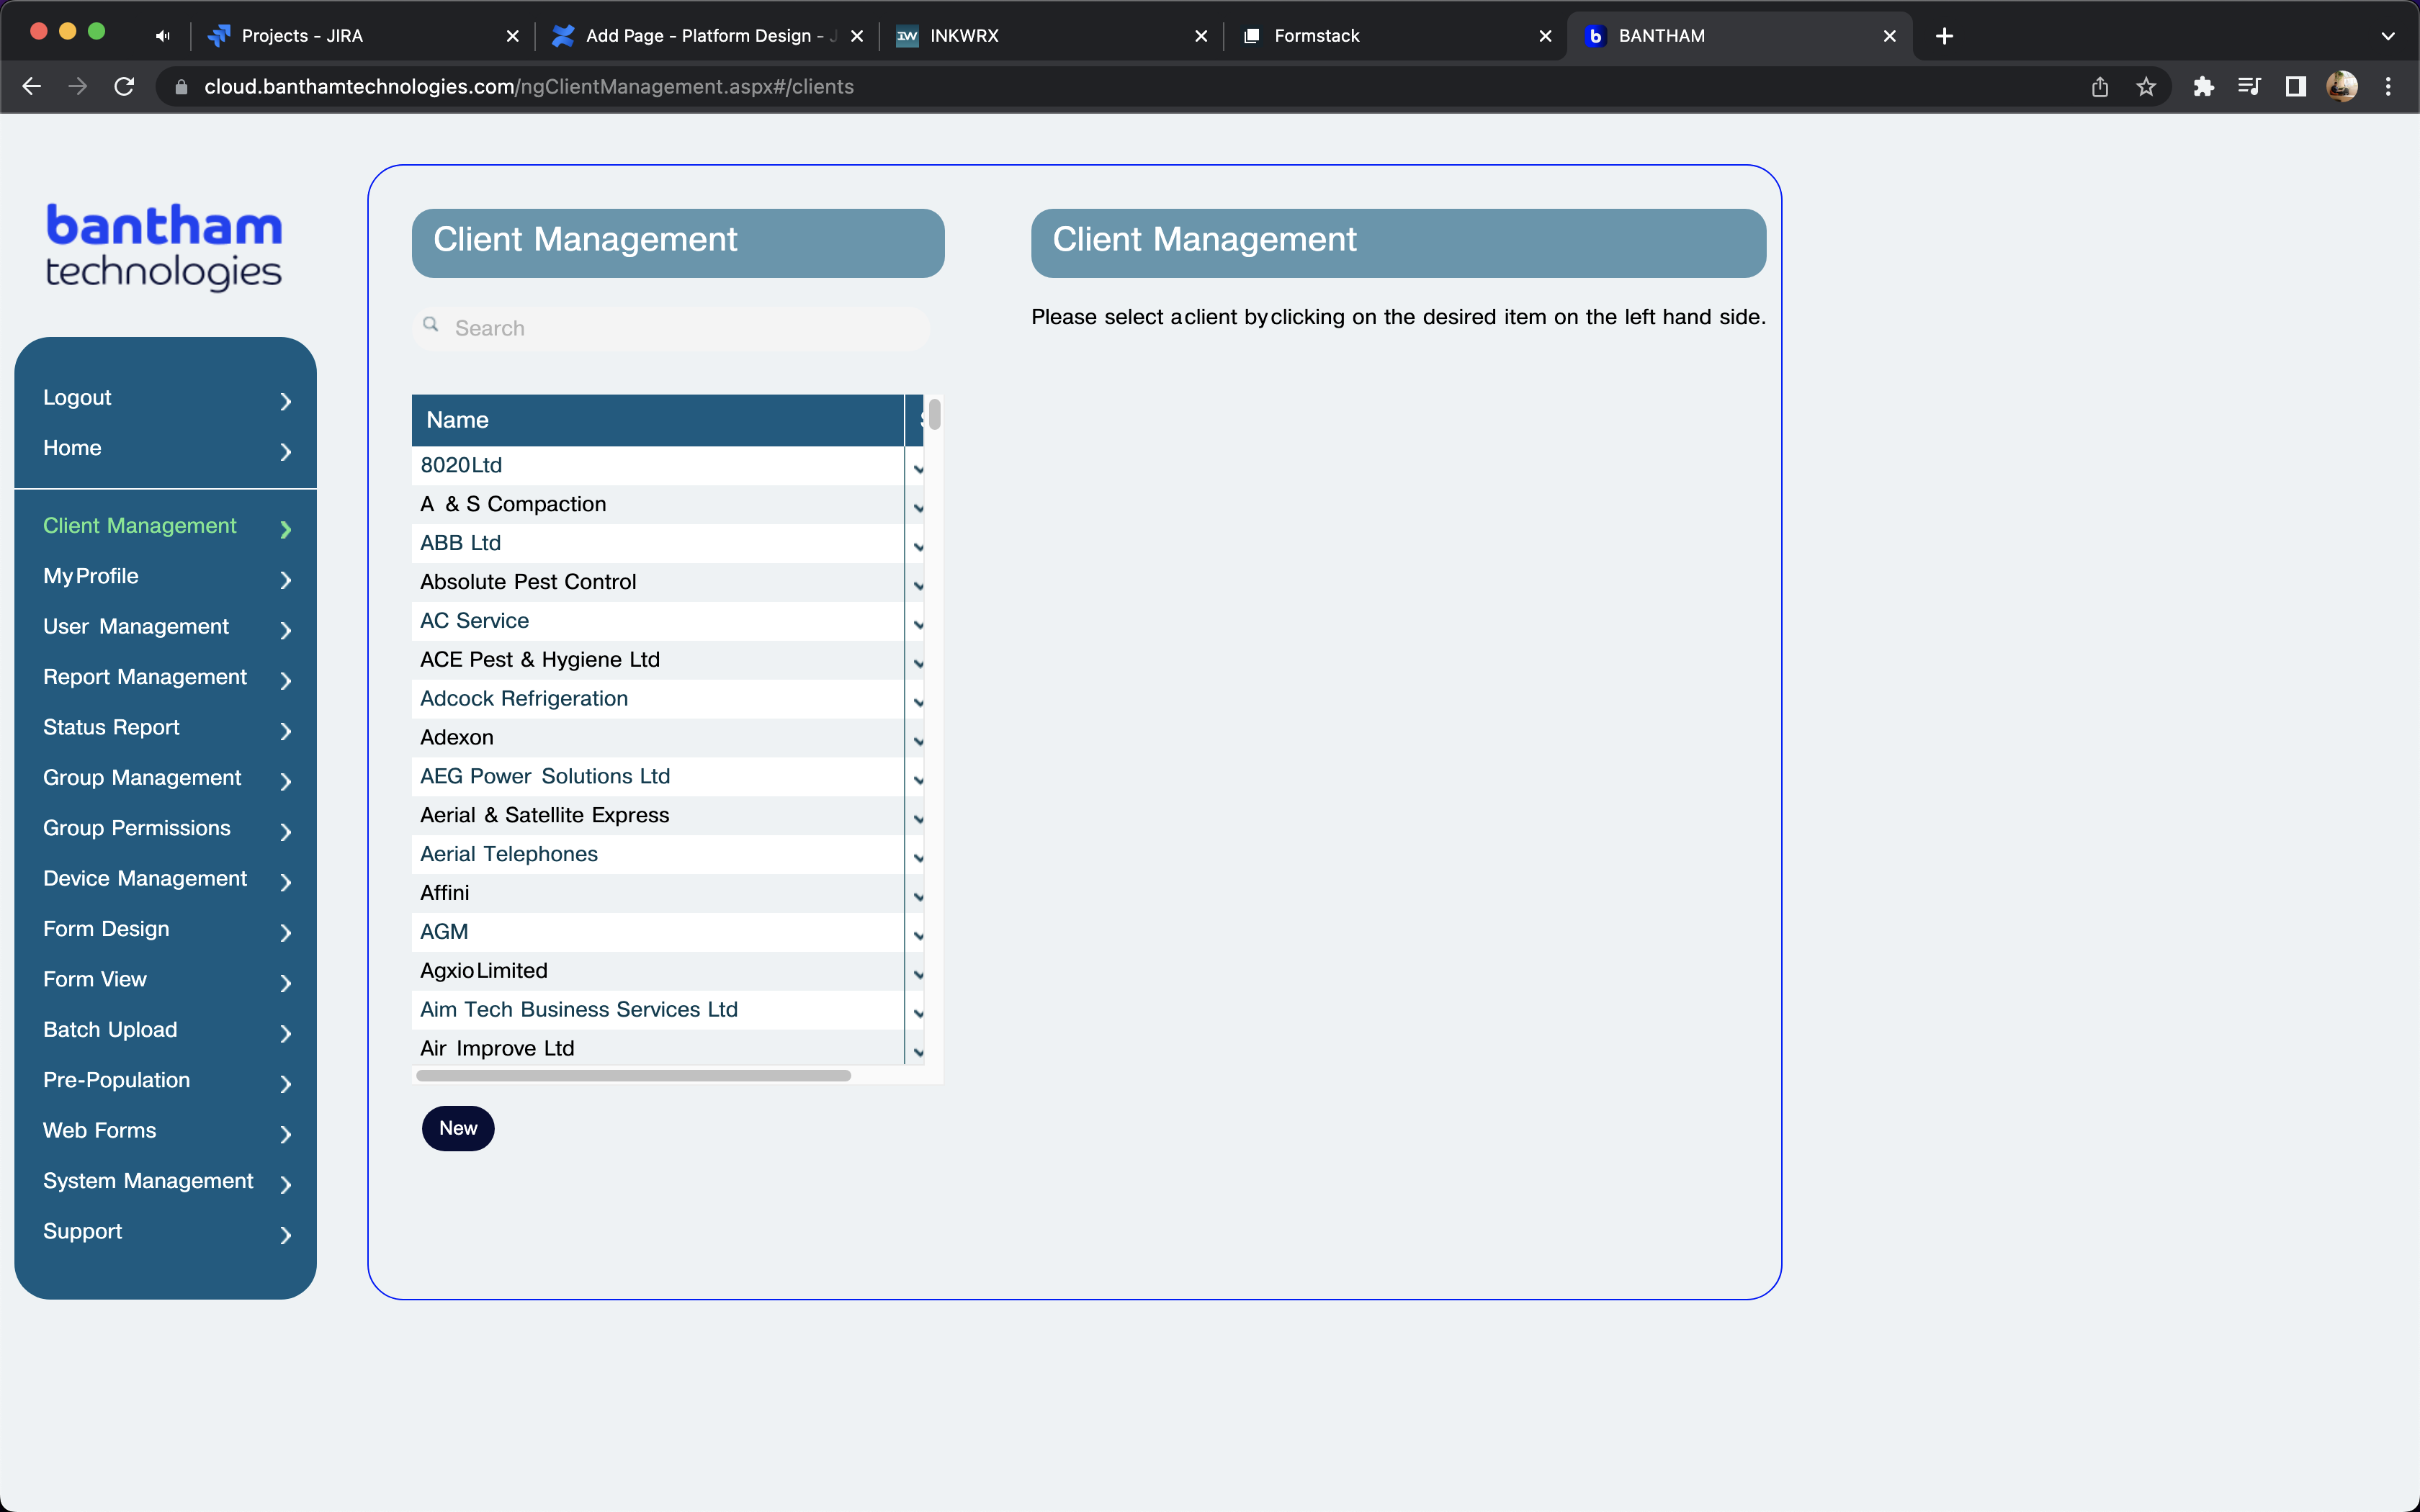 Projects - JIRA
Add Page - Platform Design - J
INKWRX
Formstack
BANTHAM
cloud.banthamtechnologies.com/ngClientManagement.aspx#/clients
bantham
technologies
Logout
Home
Client Management
My Profile
User Management
Report Management
Status Report
Group Management
Group Permissions
Device Management
Form Design
Form View
Batch Upload
Pre-Population
Web Forms
System Management
Support
Client Management
Search
Name
8020 Ltd
A & S Compaction
ABB Ltd
Absolute Pest Control
AC Service
ACE Pest & Hygiene Ltd
Adcock Refrigeration
Adexon
AEG Power Solutions Ltd
Aerial & Satellite Express
Aerial Telephones
Affini
AGM
Agxio Limited
Aim Tech Business Services Ltd
Air Improve Ltd
New
Client Management
Please select a client by clicking on the desired item on the left hand side.